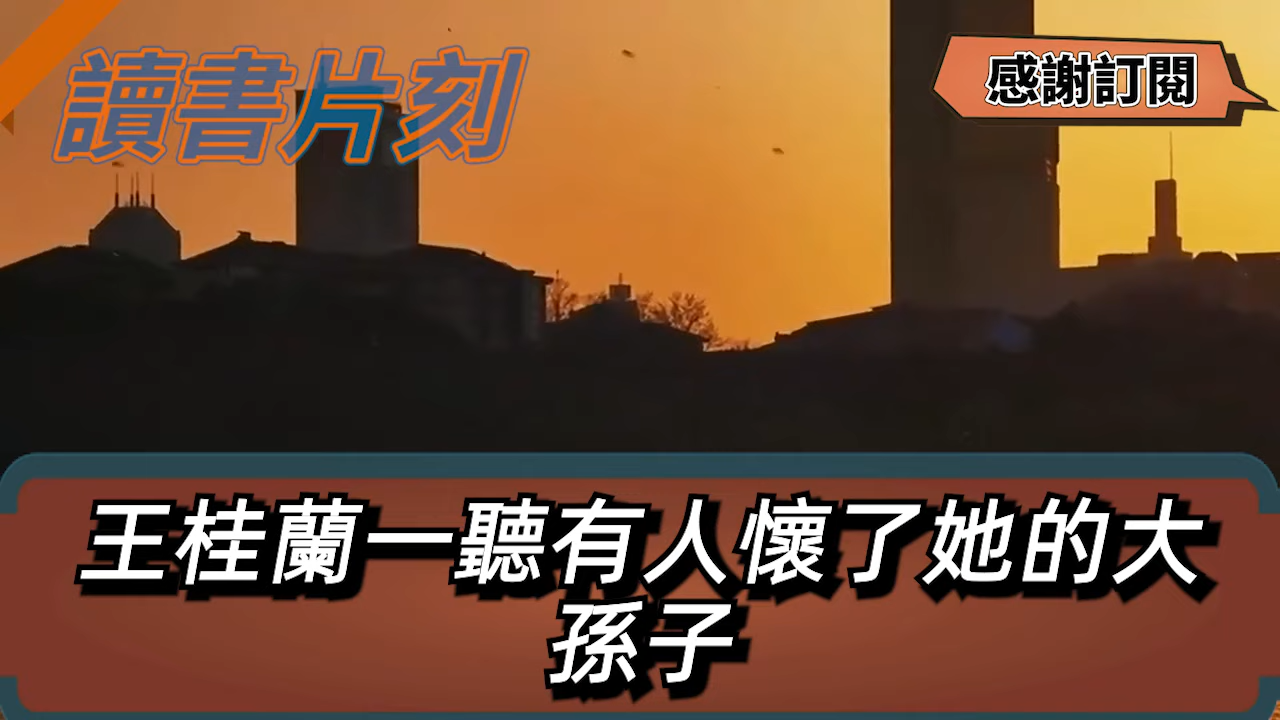 讀書片刻
感謝訂閱
王桂蘭一聽有人懷了她的大
孫子